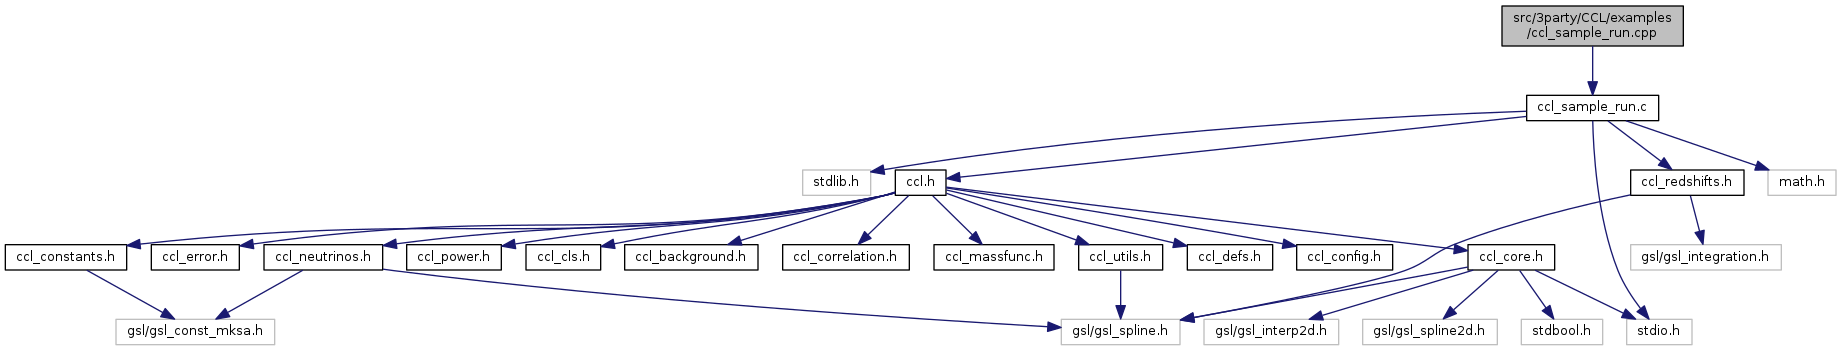 src/3party/CCL/examples
/ccl_sample_run.cpp
ccl_sample_run.c
stdlib.h
ccl.h
ccl_redshifts.h
math.h
ccl_constants.h
ccl_error.h
ccl_neutrinos.h
ccl_power.h
ccl_cls.h
ccl_background.h
ccl_correlation.h
ccl_massfunc.h
ccl_utils.h
ccl_defs.h
ccl_config.h
ccl_core.h
gsl/gsl_integration.h
gsl/gsl_const_mksa.h
gsl/gsl_spline.h
gsl/gsl_interp2d.h
gsl/gsl_spline2d.h
stdbool.h
stdio.h